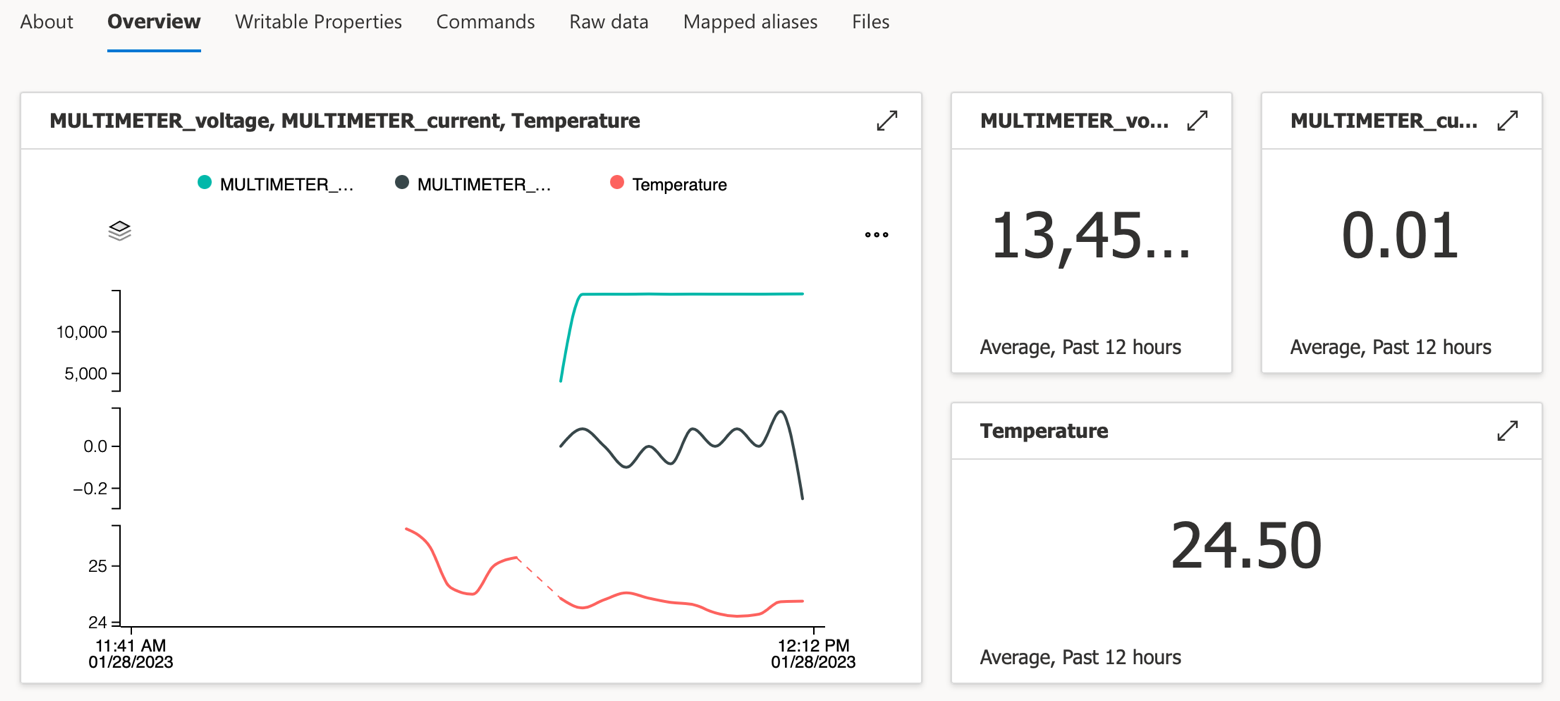 About Overview Writable Properties Commands Raw data Mapped aliases Files
MULTIMETER_voltage, MULTIMETER_current, Temperature
MULTIMETER_... MULTIMETER_... Temperature
10,000
5,000
0.0
−0.2
25
24
11:41 AM
01/28/2023
12:12 PM
01/28/2023
MULTIMETER_vo...
13,45...
Average, Past 12 hours
MULTIMETER_cu...
0.01
Average, Past 12 hours
Temperature
24.50
Average, Past 12 hours